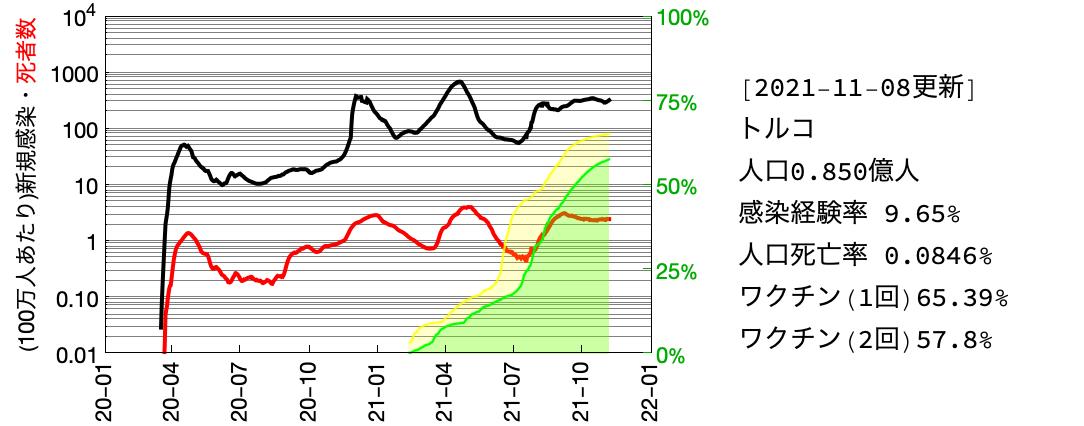 (100万人あたり)新規感染・死者数
10^4
1000
100
10
1
0.10
0.01
100%
75%
50%
25%
0%
20-01
20-04
20-07
20-10
21-01
21-04
21-07
21-10
22-01
[2021-11-08更新]
トルコ
人口0.850億人
感染経験率 9.65%
人口死亡率 0.0846%
ワクチン(1回)65.39%
ワクチン(2回)57.8%